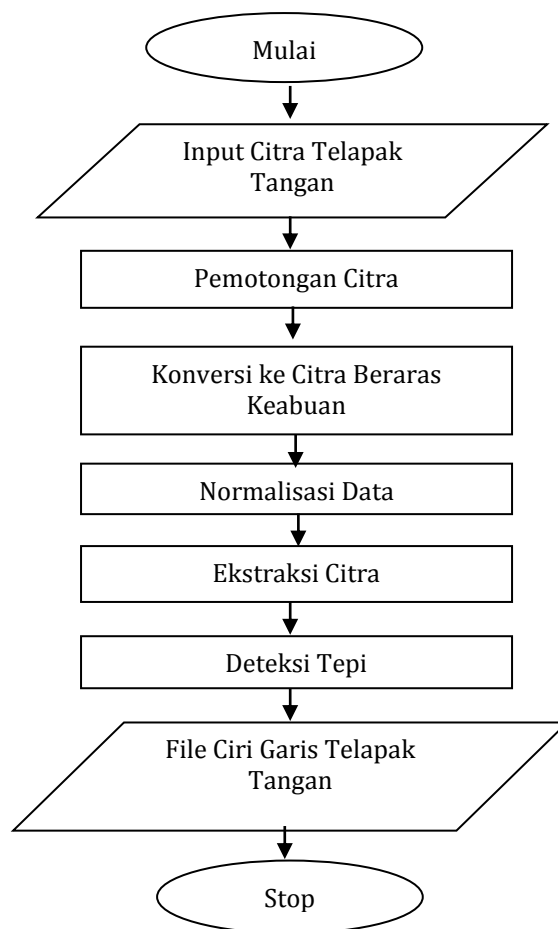 Mulai
Input Citra Telapak
Tangan
Pemotongan Citra
Konversi ke Citra Beraras
Keabuan
Normalisasi Data
Ekstraksi Citra
Deteksi Tepi
File Ciri Garis Telapak
Tangan
Stop